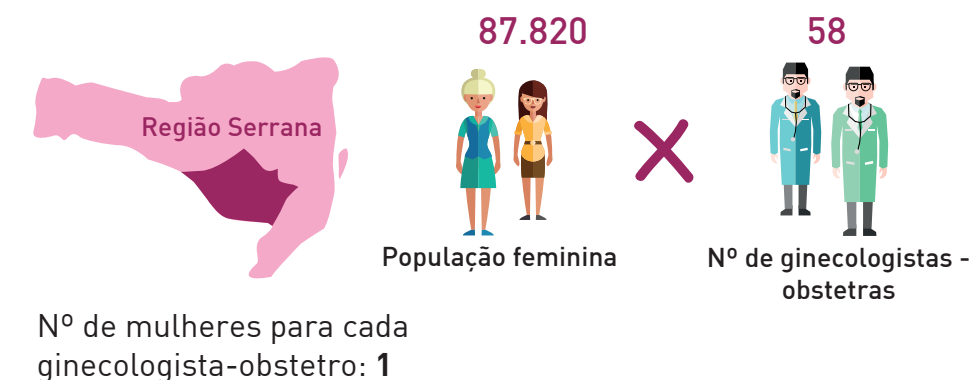 87.820
58
Região Serrana
População feminina
Nº de ginecologistas -
obstetras
Nº de mulheres para cada
ginecologista-obstetro: 1